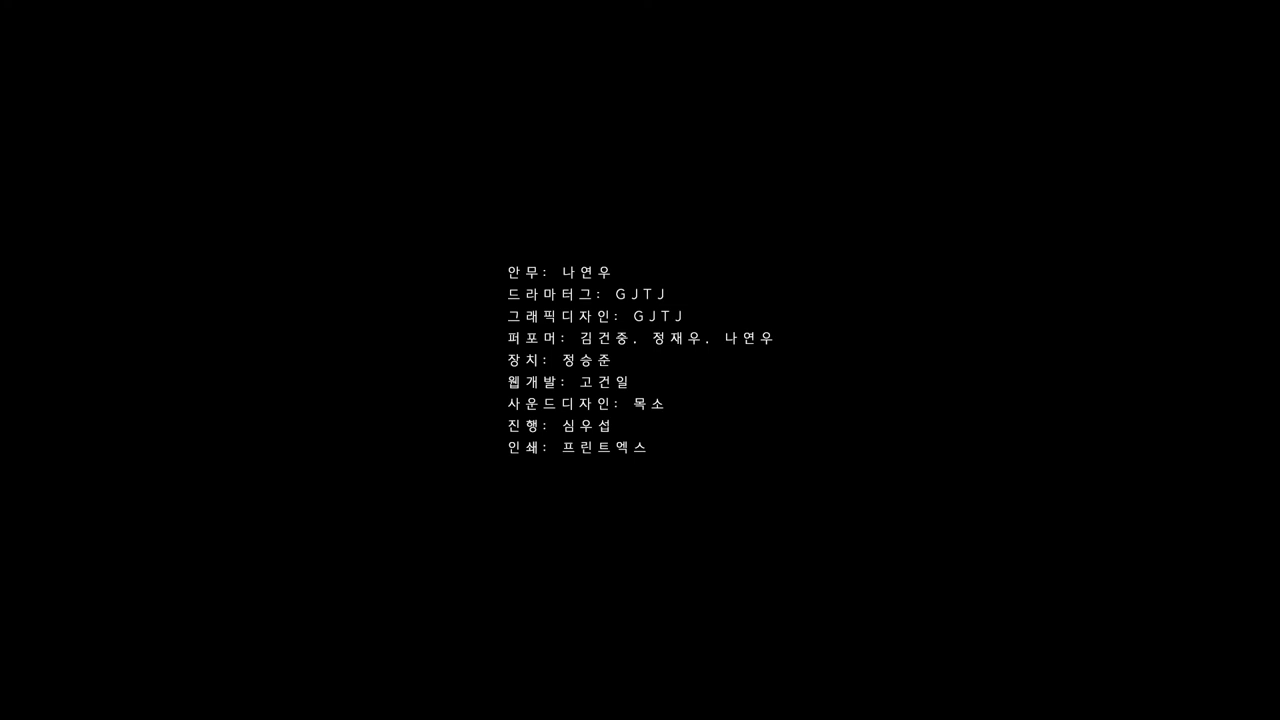 안무: 나연우
드라마터그: GJTJ
그래픽디자인: GJTJ
퍼포머: 김건중. 정재우. 나연우
장치: 정승준
웹개발: 고건일
사운드디자인: 목소
진행: 심우섭
인쇄: 프린트엑스